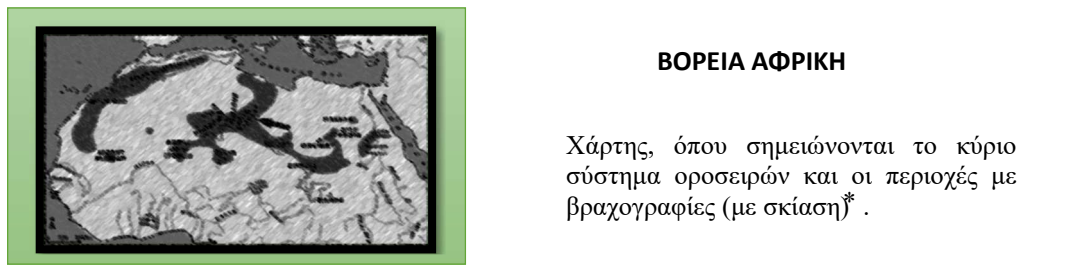 ΒΟΡΕΙΑ ΑΦΡΙΚΗ
Χάρτης, όπου σημειώνονται το κύριο
σύστημα οροσειρών και οι περιοχές με
βραχογραφίες (με σκίαση)* .